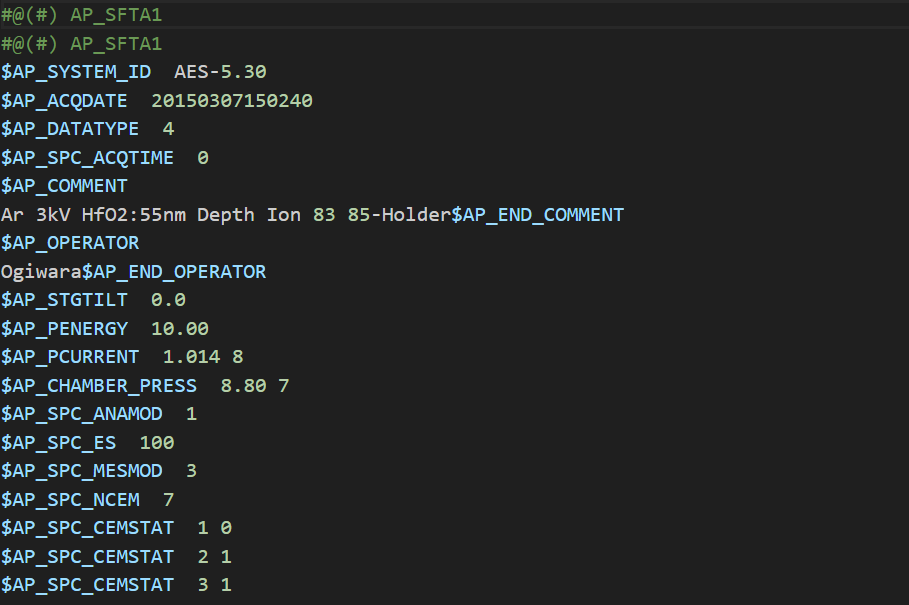 #@(#) AP_SFTA1
#@(#) AP_SFTA1
$AP_SYSTEM_ID  AES-5.30
$AP_ACQDATE  20150307150240
$AP_DATATYPE  4
$AP_SPC_ACQTIME  0
$AP_COMMENT
Ar 3kV HfO2:55nm Depth Ion 83 85-Holder$AP_END_COMMENT
$AP_OPERATOR
Ogiwara$AP_END_OPERATOR
$AP_STGTILT  0.0
$AP_PENERGY  10.00
$AP_PCURRENT  1.014 8
$AP_CHAMBER_PRESS  8.80 7
$AP_SPC_ANAMOD  1
$AP_SPC_ES  100
$AP_SPC_MESMOD  3
$AP_SPC_NCEM  7
$AP_SPC_CEMSTAT  1 0
$AP_SPC_CEMSTAT  2 1
$AP_SPC_CEMSTAT  3 1